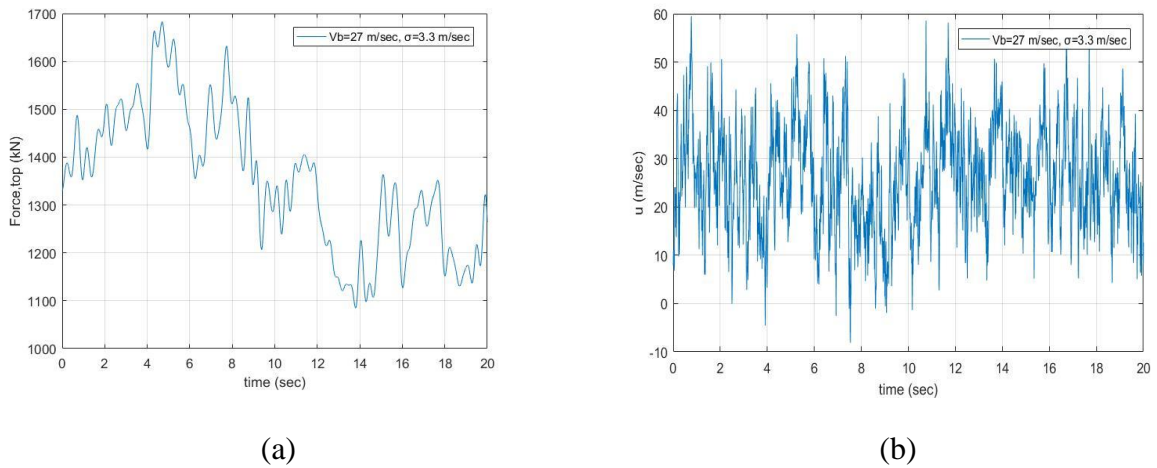 1700
1600
1500
1400
1300
1200
1100
1000
Force,top (kN)
0 2 4 6 8 10 12 14 16 18 20
time (sec)
Vb=27 m/sec, σ=3.3 m/sec
(a)
60
50
40
30
20
10
0
-10
u (m/sec)
0 2 4 6 8 10 12 14 16 18 20
time (sec)
Vb=27 m/sec, σ=3.3 m/sec
(b)